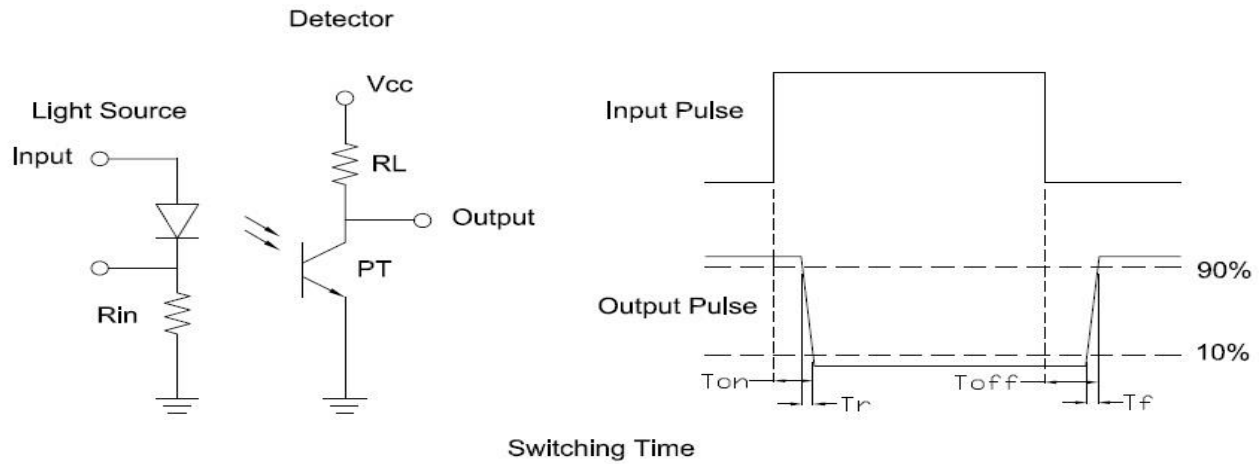 Detector
Vcc
Light Source
Input
RL
Output
PT
Rin
Input Pulse
Output Pulse
90%
10%
Ton
Tr
Toff
Tf
Switching Time